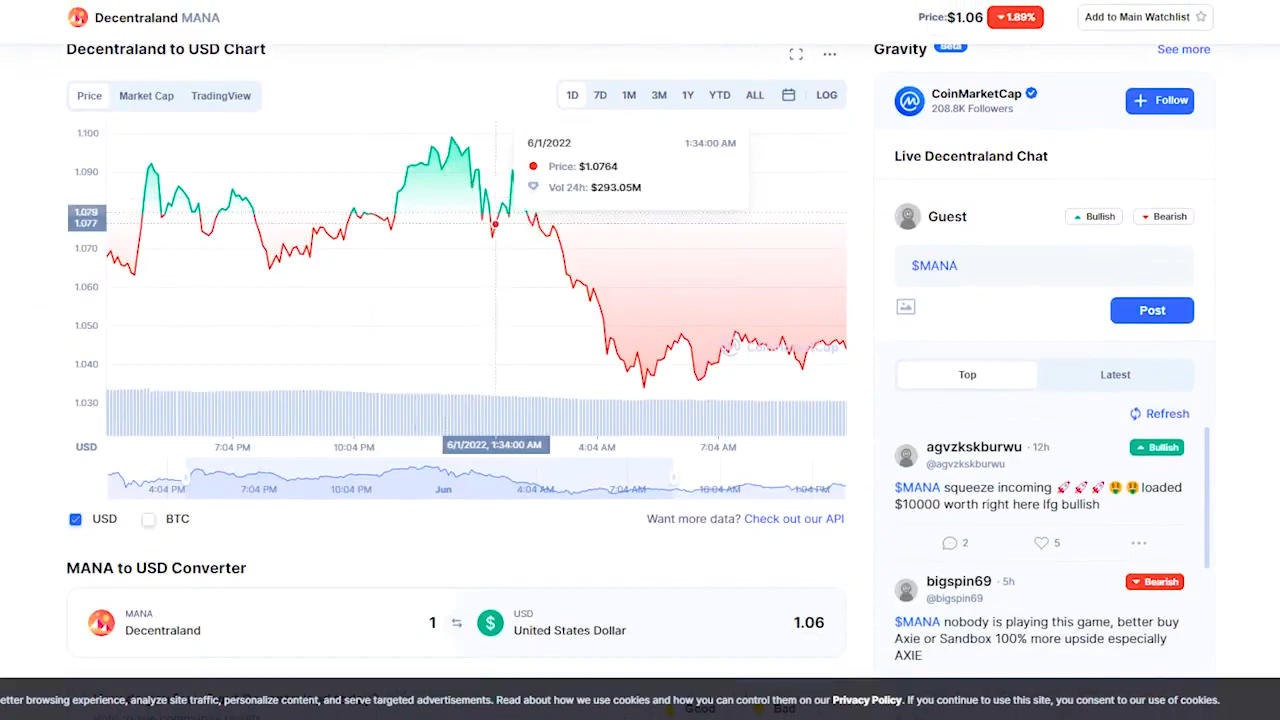 Decentraland MANA
Price:$1.06 1.89%
Add to Main Watchlist
Decentraland to USD Chart
Price Market Cap TradingView
1D 7D 1M 3M 1Y YTD ALL LOG
1.100
1.090
1.079
1.077
1.070
1.060
1.050
1.040
1.030
6/1/2022 1:34:00 AM
Price: $1.0764
Vol 24h: $293.05M
CoinMarketCap
USD 7:04 PM 10:04 PM 6/1/2022, 1:34:00 AM 4:04 AM 7:04 AM
4:04 PM 7:04 PM 10:04 PM Jun 4:04 AM 7:04 AM 10:04 AM 1:04 PM
USD BTC
Want more data? Check out our API
MANA to USD Converter
MANA
Decentraland
1
USD
United States Dollar
1.06
Gravity Beta See more
CoinMarketCap
208.8K Followers
Follow
Live Decentraland Chat
Guest Bullish Bearish
$MANA
Post
Top Latest
Refresh
agvzkskburwu · 12h Bullish
@agvzkskburwu
$MANA squeeze incoming 🚀🚀🚀🤑🤑loaded
$10000 worth right here lfg bullish
2 5
bigspin69 · 5h Bearish
@bigspin69
$MANA nobody is playing this game, better buy
Axie or Sandbox 100% more upside especially
AXIE
etter browsing experience, analyze site traffic, personalize content, and serve targeted advertisements. Read about how we use cookies and how you can control them on our Privacy Policy. If you continue to use this site, you consent to our use of cookies.
Good Bad